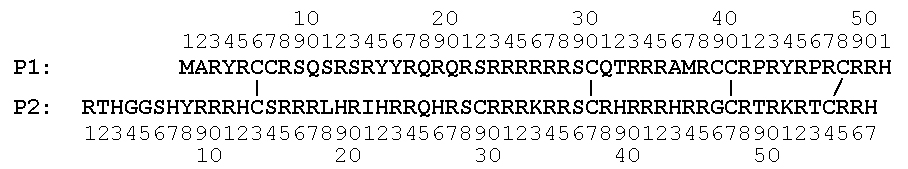 10 20 30 40 50
123456789012345678901234567890123456789012345678901
P1: MARYRCCRSQSRSRYYRQRQRSRRRRRRSCQTRRRAMRCCRPRYRPRCRRH
P2: RTHGGSHYRRRHCSRRRLHRIHRRQHRSCRRRKRRSCRHRRRHRRGCRTRKRTCRRH
123456789012345678901234567890123456789012345678901234567
10 20 30 40 50